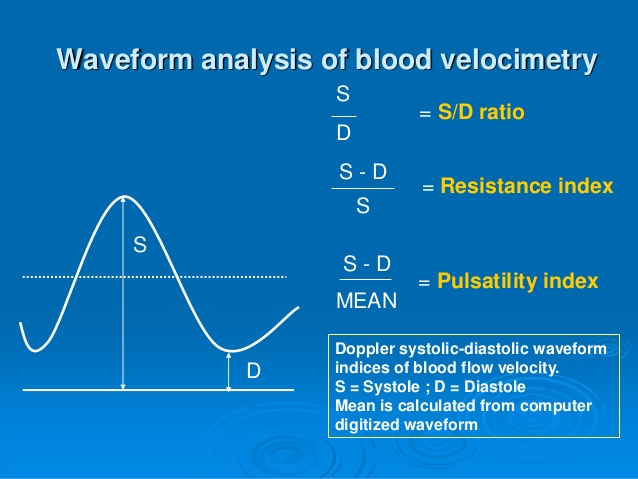 Waveform analysis of blood velocimetry
S
D
= S/D ratio
S - D
S
= Resistance index
S - D
MEAN
= Pulsatility index
S
D
Doppler systolic-diastolic waveform
indices of blood flow velocity.
S = Systole ; D = Diastole
Mean is calculated from computer
digitized waveform